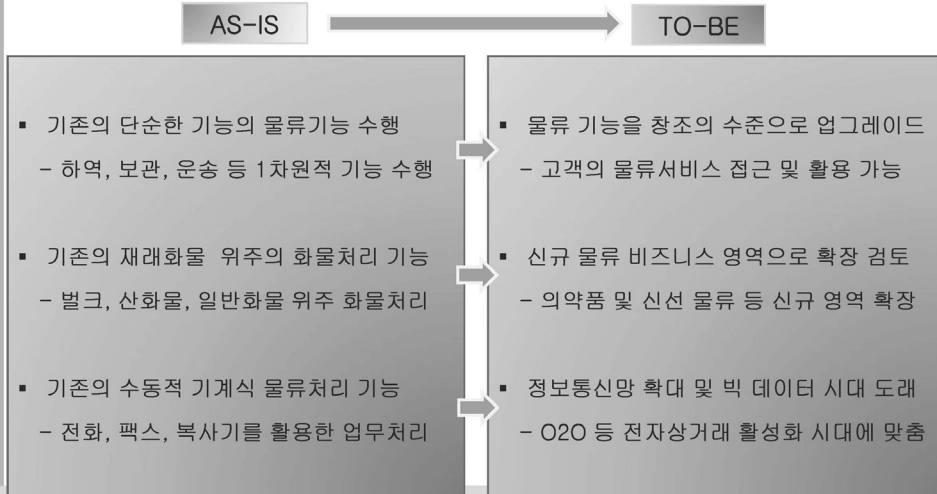 AS-IS
TO-BE
▪ 기존의 단순한 기능의 물류기능 수행
- 하역, 보관, 운송 등 1차원적 기능 수행
▪ 기존의 재래화물 위주의 화물처리 기능
- 벌크, 산화물, 일반화물 위주 화물처리
▪ 기존의 수동적 기계식 물류처리 기능
- 전화, 팩스, 복사기를 활용한 업무처리
▪ 물류 기능을 창조의 수준으로 업그레이드
- 고객의 물류서비스 접근 및 활용 가능
▪ 신규 물류 비즈니스 영역으로 확장 검토
- 의약품 및 신선 물류 등 신규 영역 확장
▪ 정보통신망 확대 및 빅 데이터 시대 도래
- O2O 등 전자상거래 활성화 시대에 맞춤